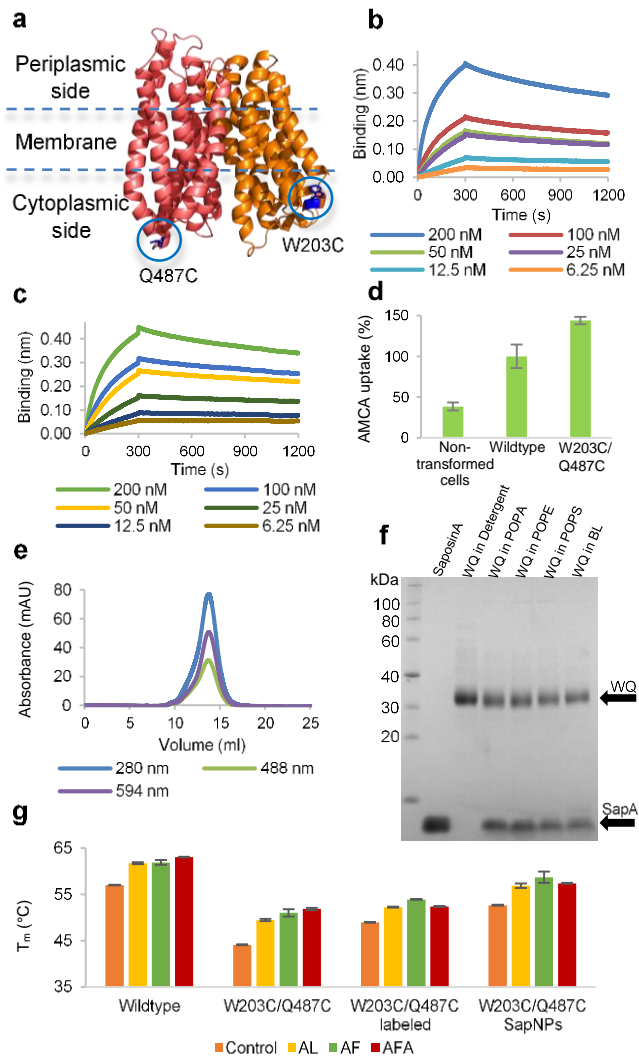 a
Periplasmic
side
Membrane
Cytoplasmic
side
Q487C
W203C
b
Binding (nm)
0.50
0.40
0.30
0.20
0.10
0.00
0 300 600 900 1200
Time (s)
200 nM 100 nM
50 nM 25 nM
12.5 nM 6.25 nM
c
Binding (nm)
0.40
0.30
0.20
0.10
0.00
0 300 600 900 1200
Time (s)
200 nM 100 nM
50 nM 25 nM
12.5 nM 6.25 nM
d
AMCA uptake (%)
150
100
50
0
Non-
transformed
cells
Wildtype
W203C/
Q487C
e
Absorbance (mAU)
80
60
40
20
0
0 5 10 15 20 25
Volume (ml)
280 nm 488 nm
594 nm
f
SaposinA
WQ in Detergent
WQ in POPA
WQ in POPE
WQ in POPS
WQ in BL
kDa
100
80
60
40
30
20
WQ
SapA
g
Tm (°C)
65
55
45
35
Wildtype
W203C/Q487C
W203C/Q487C
labeled
W203C/Q487C
SapNPs
Control AL AF AFA